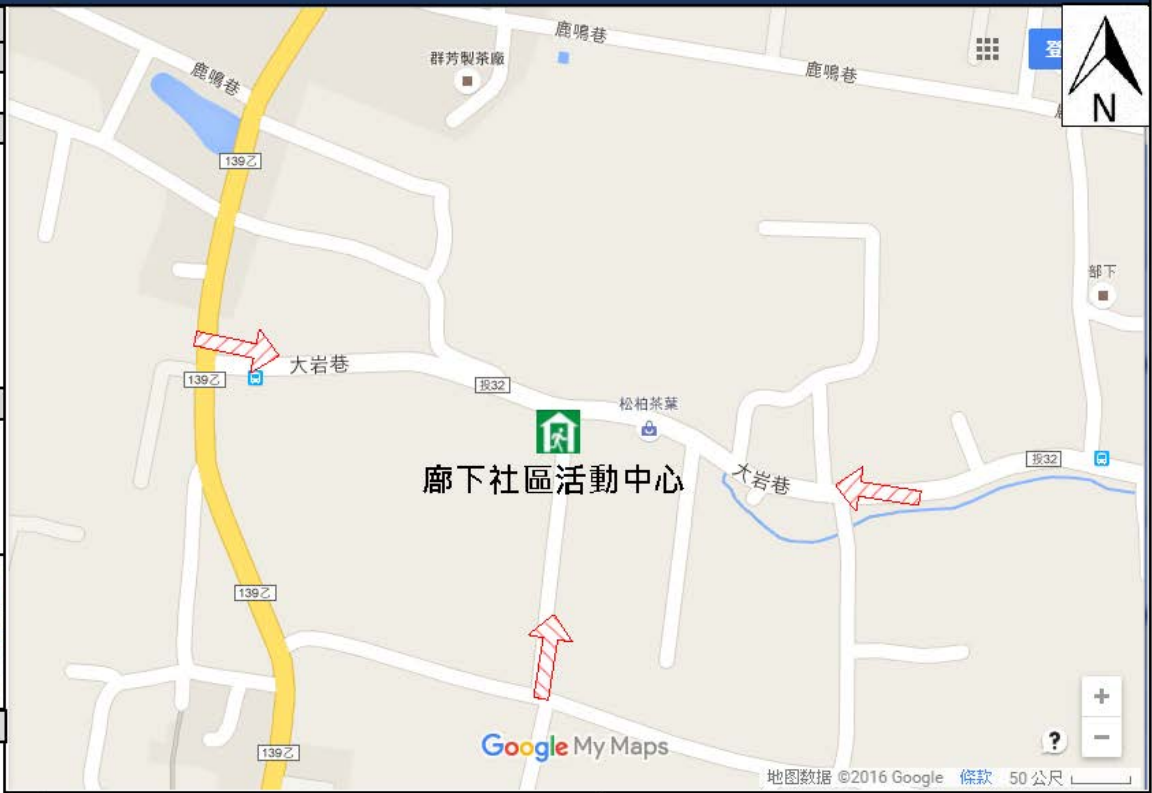 鹿鳴巷
群芳製茶廠
登
N
鹿鳴巷
鹿鳴巷
139乙
部下
大岩巷
139乙
投32
松柏茶葉
廍下社區活動中心
大岩巷
投32
139乙
139乙
Google My Maps
?
+
−
地图数据 ©2016 Google 條款 50 公尺